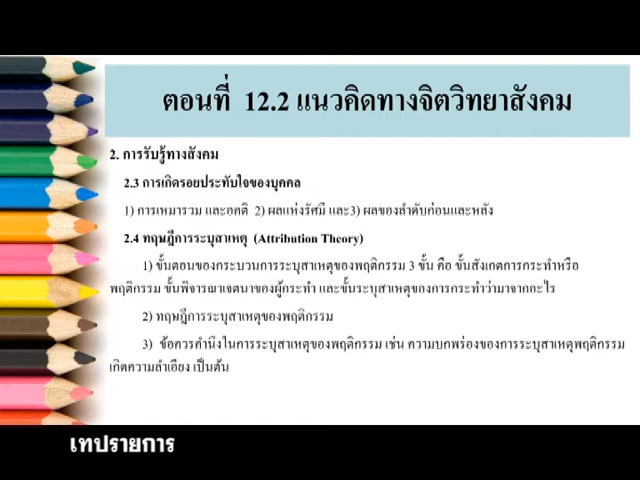 ตอนที่ 12.2 แนวคิดทางจิตวิทยาสังคม
2. การรับรู้ทางสังคม
2.3 การเกิดรอยประทับใจของบุคคล
1) การเหมารวม และอคติ 2) ผลแห่งรัศมี และ3) ผลของลำดับก่อนและหลัง
2.4 ทฤษฎีการระบุสาเหตุ (Attribution Theory)
1) ขั้นตอนของกระบวนการระบุสาเหตุของพฤติกรรม 3 ขั้น คือ ขั้นสังเกตการกระทำหรือ
พฤติกรรม ขั้นพิจารณาเจตนาของผู้กระทำ และขั้นระบุสาเหตุของการกระทำว่ามาจากอะไร
2) ทฤษฎีการระบุสาเหตุของพฤติกรรม
3) ข้อควรคำนึงในการระบุสาเหตุของพฤติกรรม เช่น ความบกพร่องของการระบุสาเหตุพฤติกรรม
เกิดความลำเอียง เป็นต้น
เทปรายการ